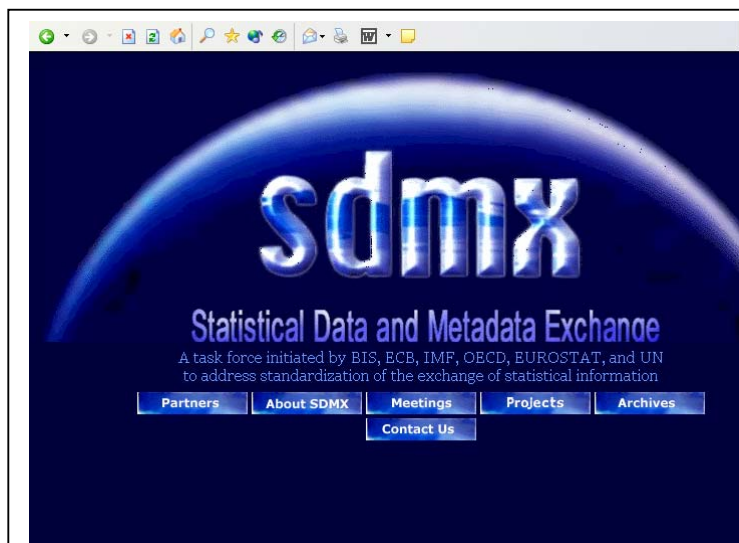 sdmx
Statistical Data and Metadata Exchange
A task force initiated by BIS, ECB, IMF, OECD, EUROSTAT, and UN
to address standardization of the exchange of statistical information
Partners About SDMX Meetings Projects Archives
Contact Us